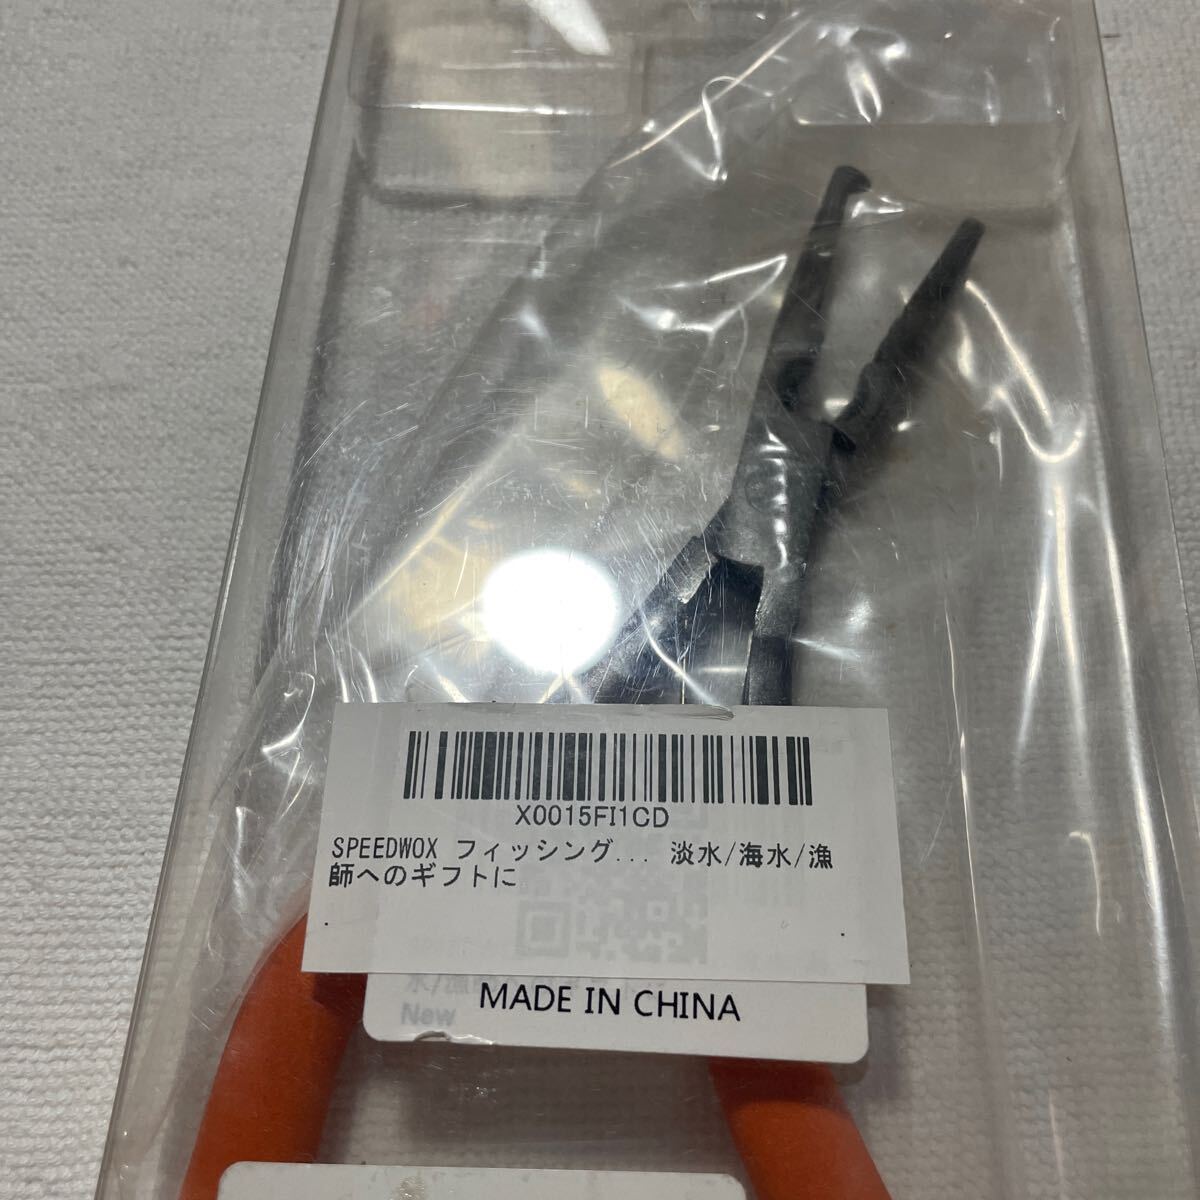 X0015FI1CD
SPEEDWOX フィッシング... 淡水/海水/漁
師へのギフトに
New
MADE IN CHINA